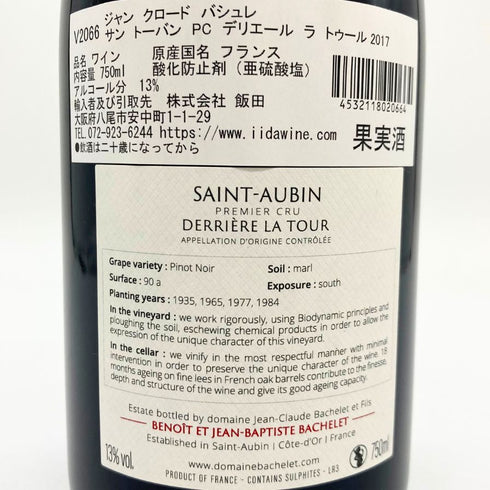 V2066 ジャン クロード バシュレ
サン トーバン PC デリエール ラ トゥール 2017
品名 ワイン 原産国名 フランス
内容量 750ml 酸化防止剤（亜硫酸塩）
アルコール分 13%
輸入者及び引取先 株式会社 飯田
大阪府八尾市安中町1-1-29
TEL.072-923-6244 https://www.iidawine.com
●飲酒は二十歳になってから
4532118020664
果実酒
SAINT-AUBIN
PREMIER CRU
DERRIÈRE LA TOUR
APPELLATION D'ORIGINE CONTRÔLÉE
Grape variety : Pinot Noir Soil : marl
Surface : 90 a Exposure : south
Planting years : 1935, 1965, 1977, 1984
In the vineyard : we work rigorously, using Biodynamic principles and
ploughing the soil, eschewing chemical products in order to allow the
expression of the unique character of this vineyard.
In the cellar : we vinify in the most respectful manner with minimal
intervention in order to preserve the unique character of the wine. 18
months ageing on fine lees in French oak barrels contribute to the finesse,
depth and structure of the wine and give its good ageing capacity.
Estate bottled by domaine Jean-Claude Bachelet et Fils
BENOÎT ET JEAN-BAPTISTE BACHELET
Established in Saint-Aubin | Côte-d'Or | France
13% vol. www.domainebachelet.com 750ml
PRODUCT OF FRANCE - CONTAINS SULPHITES - LR3